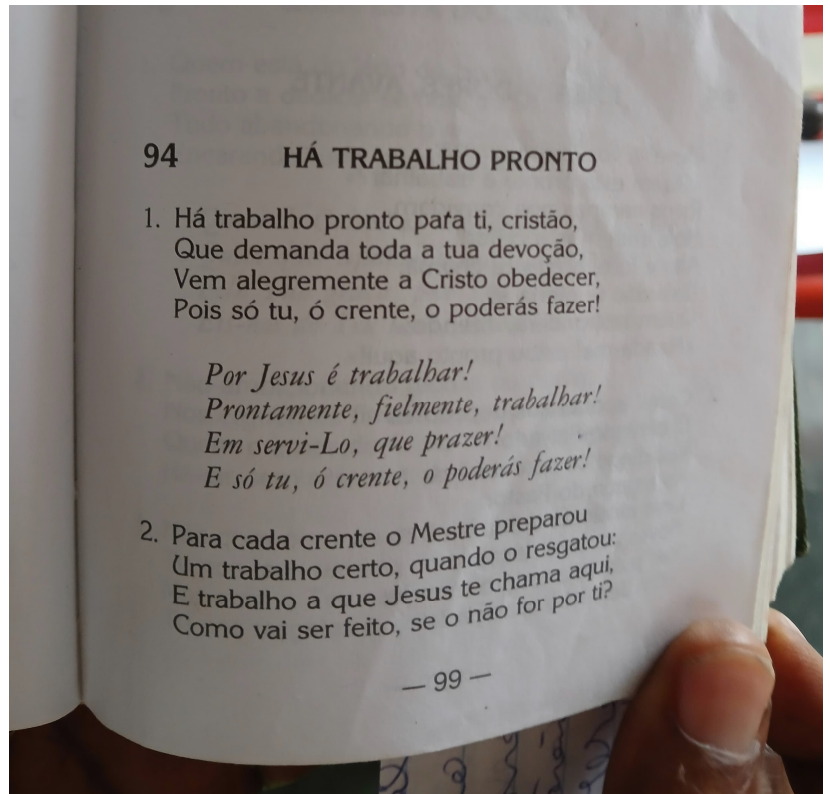 94 HÁ TRABALHO PRONTO
1. Há trabalho pronto para ti, cristão,
Que demanda toda a tua devoção,
Vem alegremente a Cristo obedecer,
Pois só tu, ó crente, o poderás fazer!
Por Jesus é trabalhar!
Prontamente, fielmente, trabalhar!
Em servi-Lo, que prazer!
E só tu, ó crente, o poderás fazer!
2. Para cada crente o Mestre preparou
Um trabalho certo, quando o resgatou:
E trabalho a que Jesus te chama aqui,
Como vai ser feito, se o não for por ti?
— 99 —